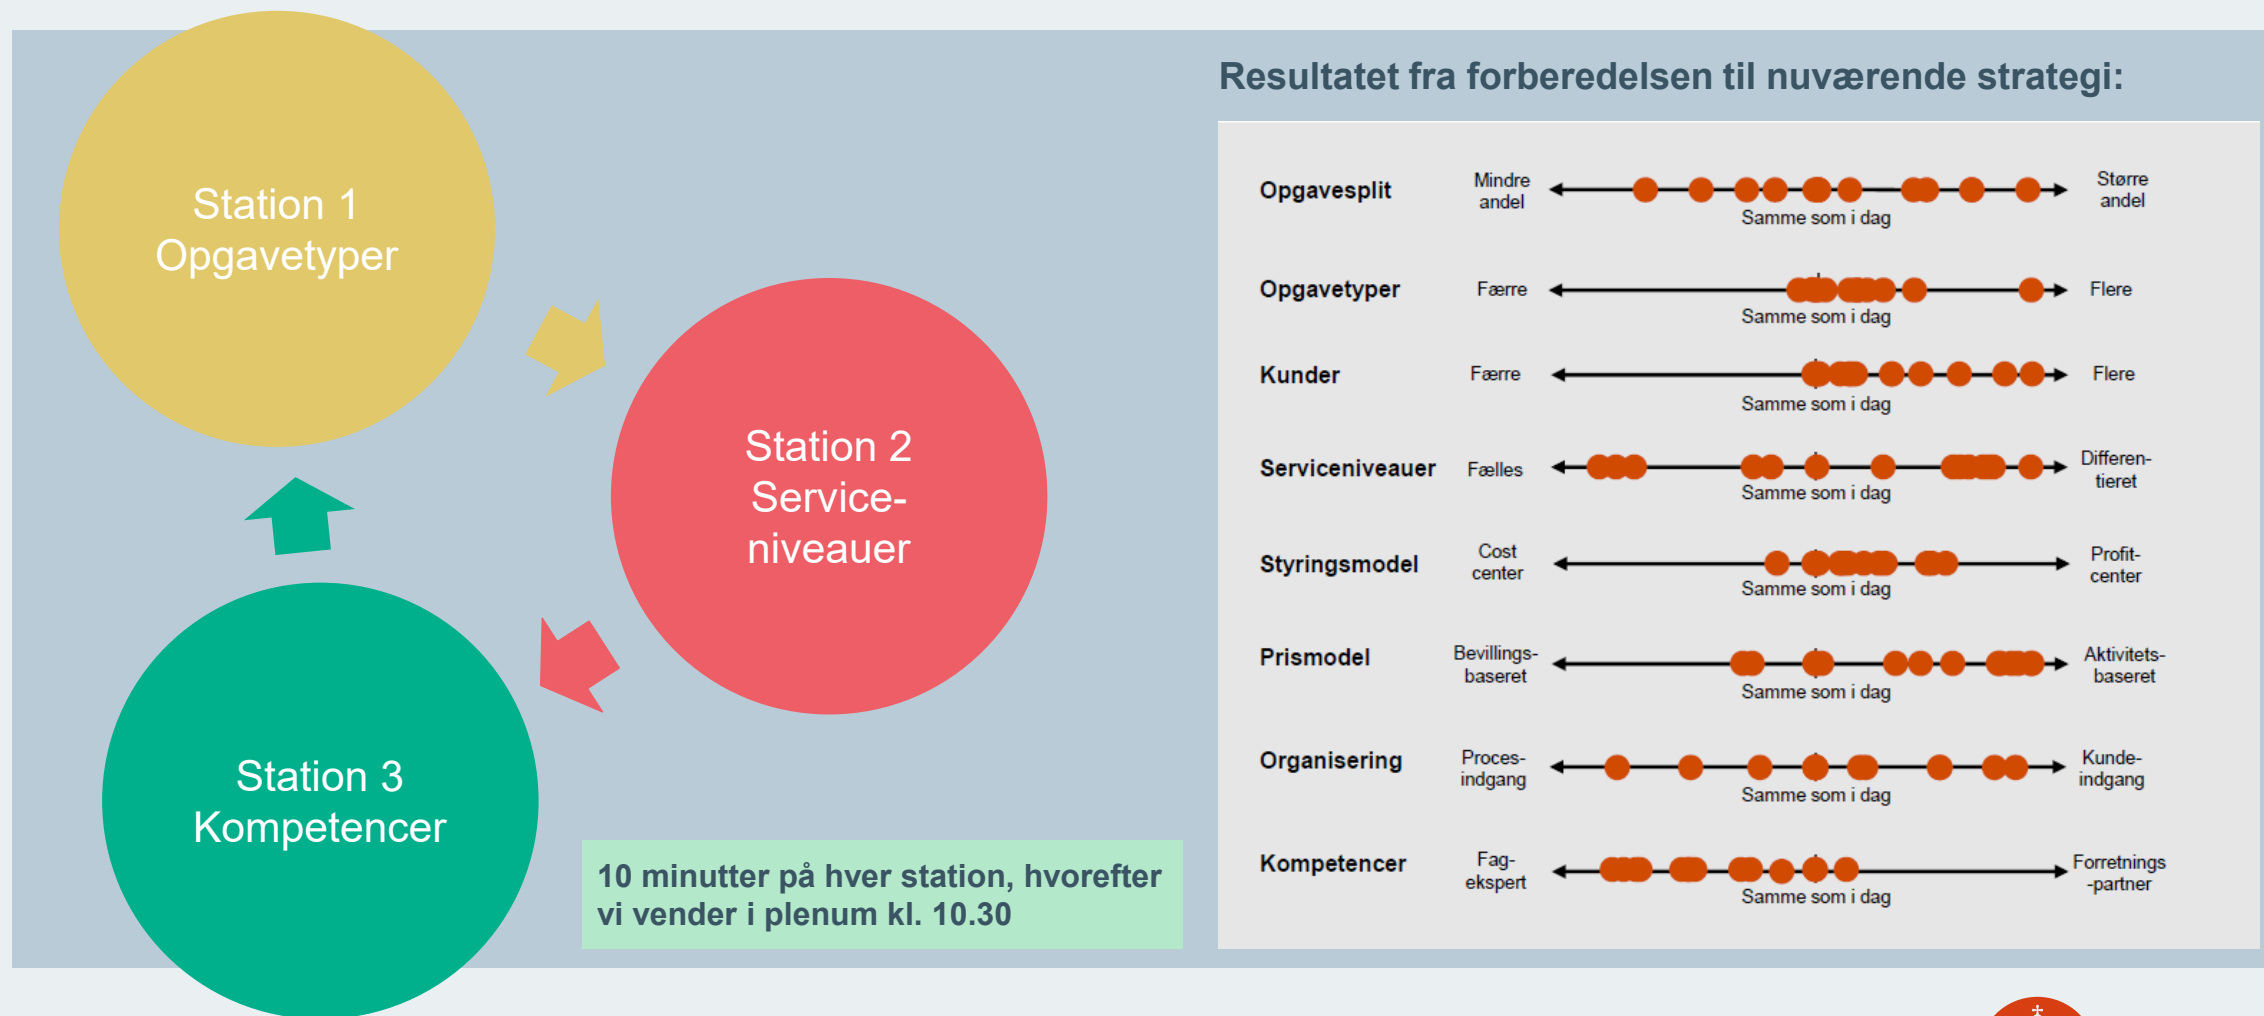 Station 1
Opgavetyper
Station 2
Service-
niveauer
Station 3
Kompetencer
10 minutter på hver station, hvorefter
vi vender i plenum kl. 10.30
Resultatet fra forberedelsen til nuværende strategi:
Opgavesplit
Mindre
andel
Samme som i dag
Større
andel
Opgavetyper
Færre
Samme som i dag
Flere
Kunder
Færre
Samme som i dag
Flere
Serviceniveauer
Fælles
Samme som i dag
Differen-
tieret
Styringsmodel
Cost
center
Samme som i dag
Profit-
center
Prismodel
Bevillings-
baseret
Samme som i dag
Aktivitets-
baseret
Organisering
Proces-
indgang
Samme som i dag
Kunde-
indgang
Kompetencer
Fag-
ekspert
Samme som i dag
Forretnings
-partner